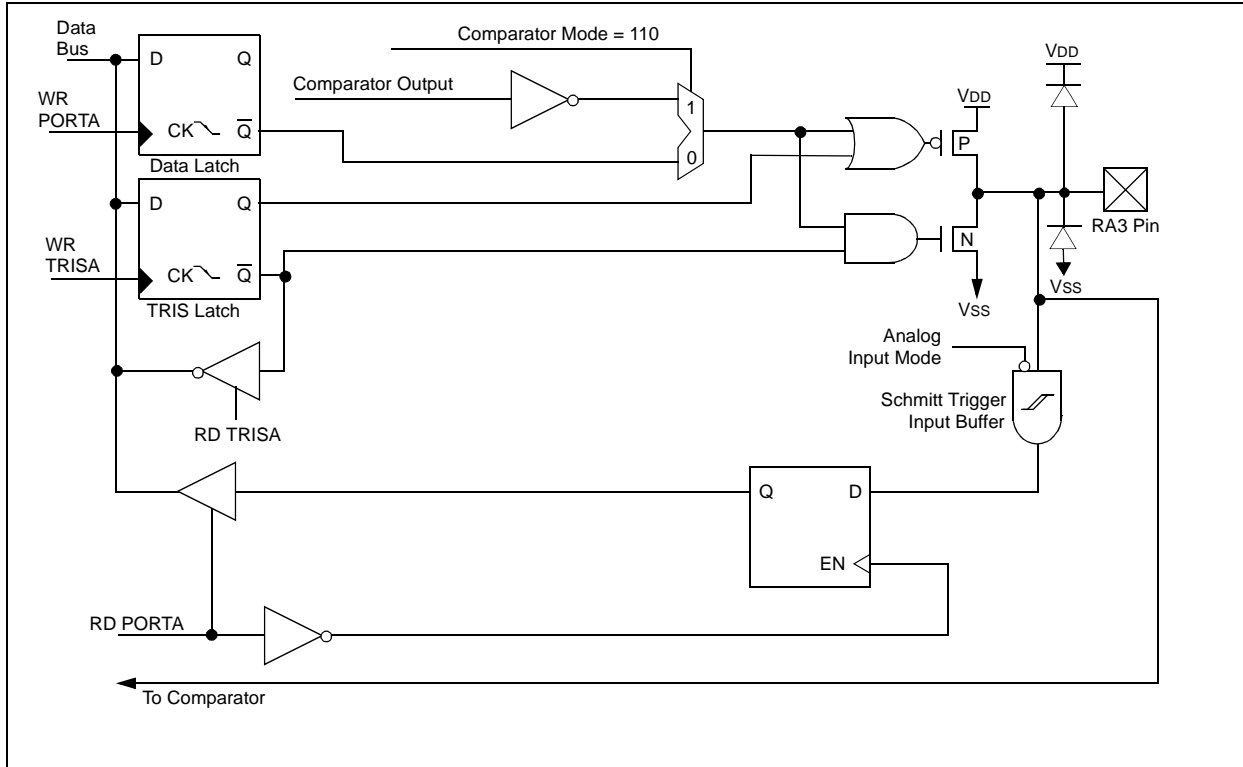 Data
Bus
D Q
WR
PORTA
CK Q
Data Latch
D Q
WR
TRISA
CK Q
TRIS Latch
RD TRISA
Comparator Mode = 110
Comparator Output
1
0
VDD
P
N
VSS
VDD
RA3 Pin
VSS
Analog
Input Mode
Schmitt Trigger
Input Buffer
Q D
EN
RD PORTA
To Comparator